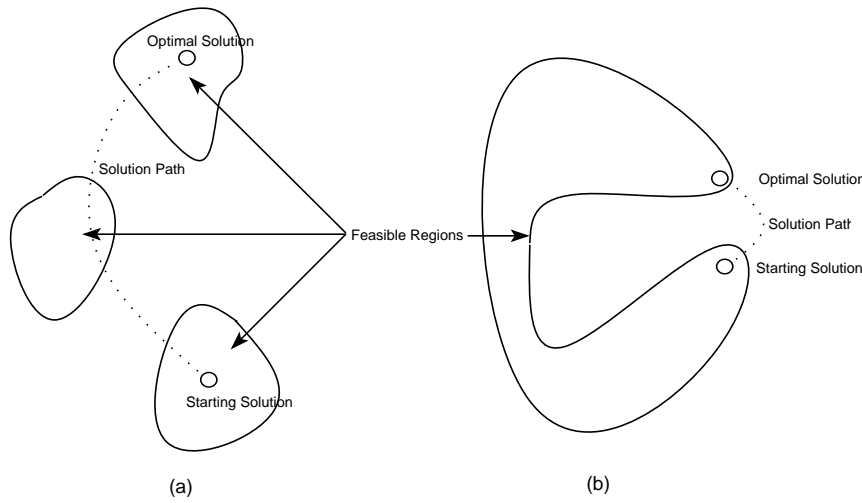 Optimal Solution
Solution Path
Feasible Regions
Starting Solution
(a)
Optimal Solution
Solution Path
Starting Solution
(b)